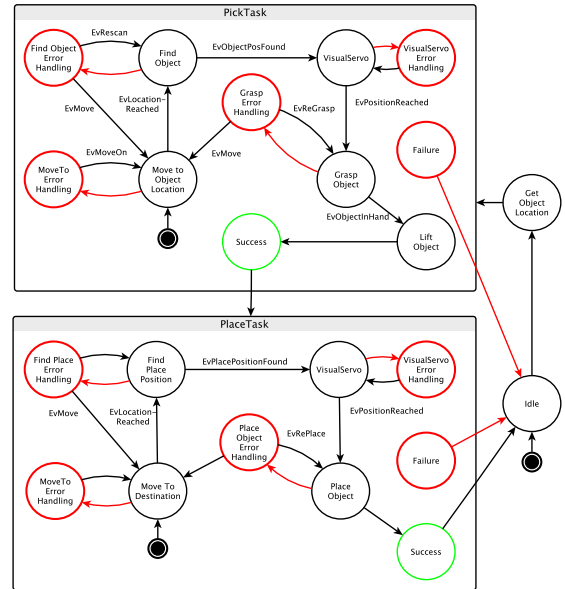 PickTask
EvRescan
Find Object
Error
Handling
Find
Object
EvObjectPosFound
VisualServo
VisualServo
Error
Handling
EvMove
EvLocation-
Reached
Grasp
Error
Handling
EvReGrasp
EvPositionReached
EvMoveOn
MoveTo
Error
Handling
Move to
Object
Location
EvMove
Grasp
Object
Failure
Get
Object
Location
EvObjectInHand
Success
Lift
Object
PlaceTask
Find Place
Error
Handling
Find
Place
Position
EvPlacePositionFound
VisualServo
VisualServo
Error
Handling
EvMove
EvLocation-
Reached
EvPositionReached
Idle
Place
Object
Error
Handling
EvRePlace
Failure
MoveTo
Error
Handling
Move To
Destination
Place
Object
Success